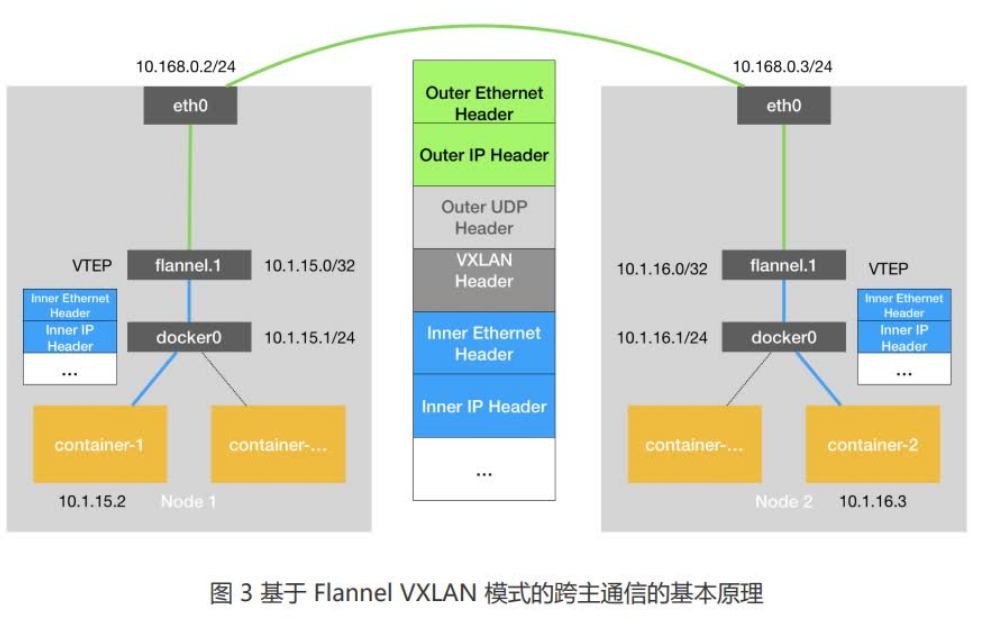 10.168.0.2/24
eth0
VTEP
flannel.1
10.1.15.0/32
Inner Ethernet
Header
Inner IP
Header
...
docker0
10.1.15.1/24
container-1
container-...
10.1.15.2
Node 1
Outer Ethernet
Header
Outer IP Header
Outer UDP
Header
VXLAN
Header
Inner Ethernet
Header
Inner IP Header
...
10.168.0.3/24
eth0
10.1.16.0/32
flannel.1
VTEP
10.1.16.1/24
docker0
Inner Ethernet
Header
Inner IP
Header
...
container-...
container-2
Node 2
10.1.16.3
图 3 基于 Flannel VXLAN 模式的跨主通信的基本原理